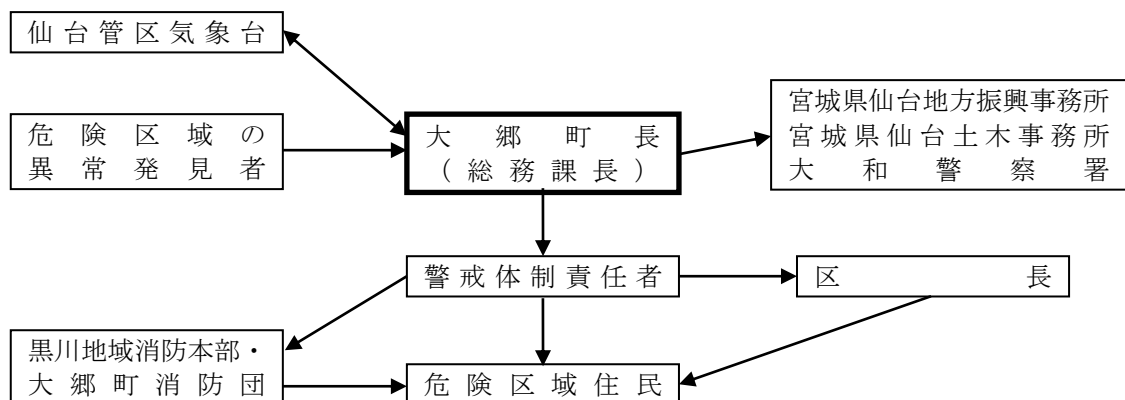 仙台管区気象台
危険区域の
異常発見者
大郷町長
（総務課長）
宮城県仙台地方振興事務所
宮城県仙台土木事務所
大和警察署
警戒体制責任者
区長
黒川地域消防本部・
大郷町消防団
危険区域住民